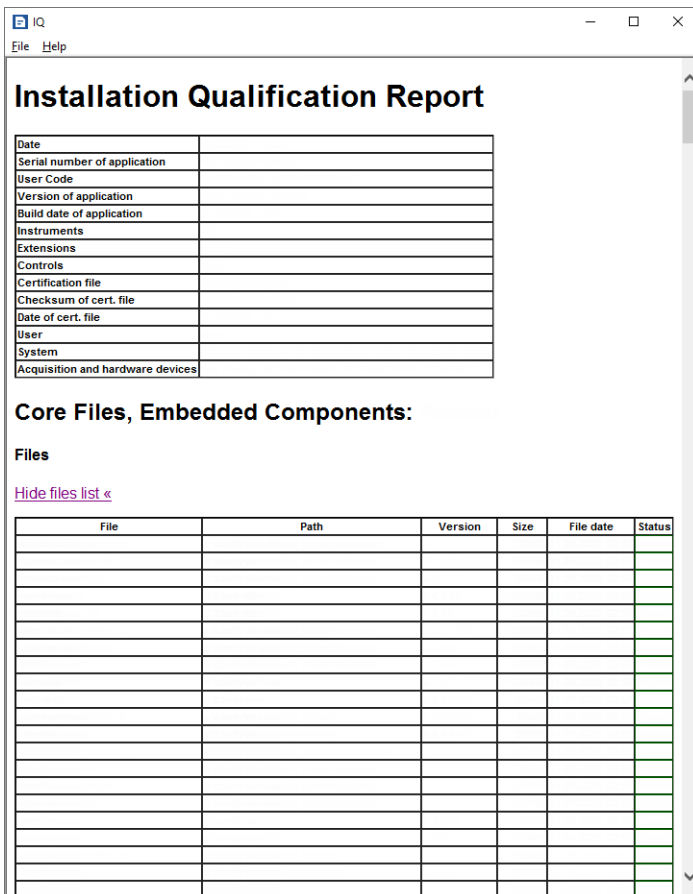 IQ
File Help
Installation Qualification Report
Date
Serial number of application
User Code
Version of application
Build date of application
Instruments
Extensions
Controls
Certification file
Checksum of cert. file
Date of cert. file
User
System
Acquisition and hardware devices
Core Files, Embedded Components:
Files
Hide files list «
File Path Version Size File date Status